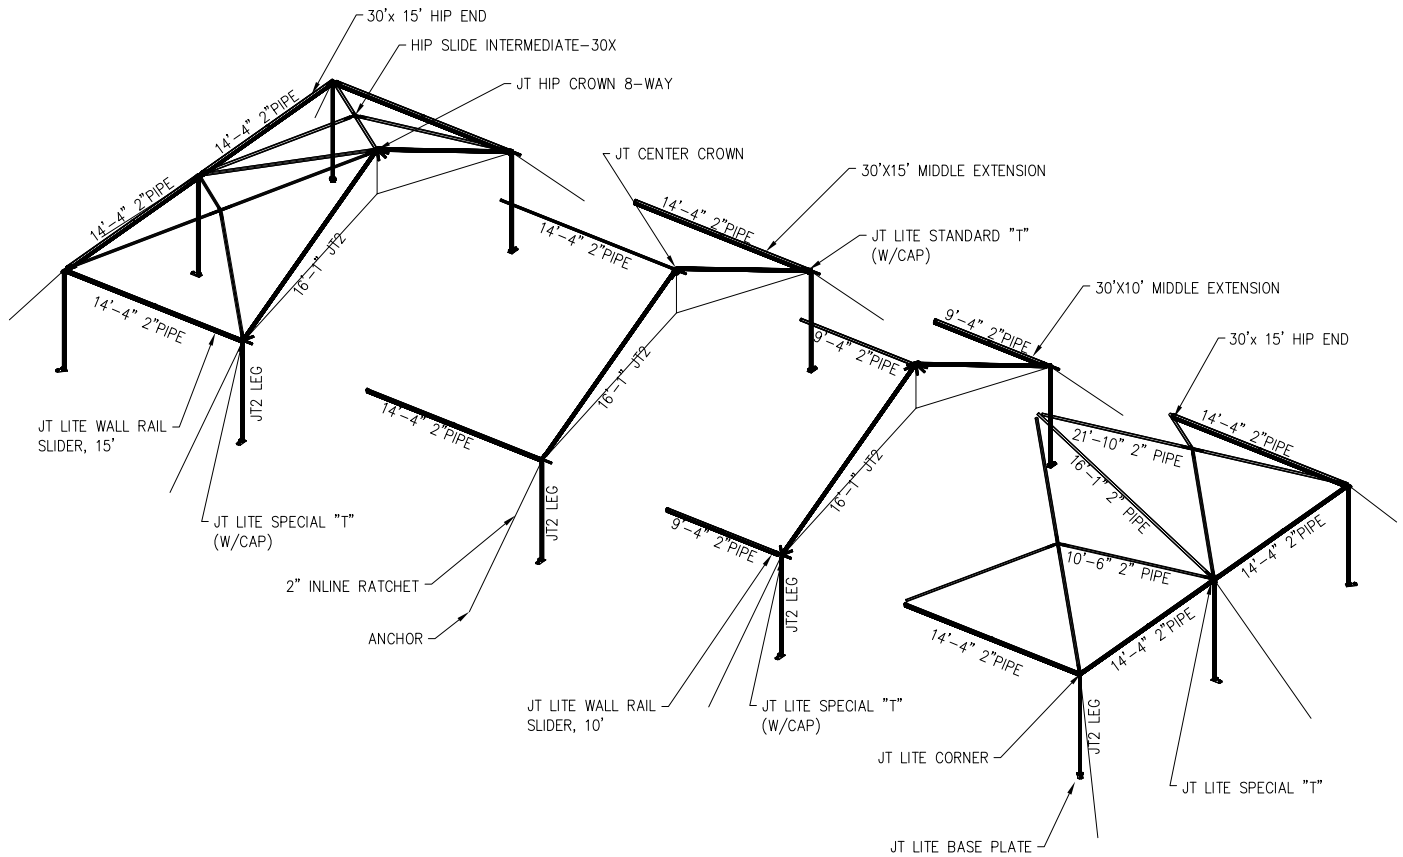 30'x 15' HIP END
HIP SLIDE INTERMEDIATE-30X
JT HIP CROWN 8-WAY
14'-4" 2"PIPE
JT CENTER CROWN
30'X15' MIDDLE EXTENSION
14'-4" 2"PIPE
14'-4" 2"PIPE
14'-4" 2"PIPE
JT LITE STANDARD "T"
(W/CAP)
16'-1" JT2
14'-4" 2"PIPE
30'X10' MIDDLE EXTENSION
9'-4" 2"PIPE
9'-4" 2"PIPE
30'x 15' HIP END
JT2 LEG
16'-1" JT2
14'-4" 2"PIPE
JT LITE WALL RAIL
SLIDER, 15'
14'-4" 2"PIPE
21'-10" 2" PIPE
16'-1" 2" PIPE
16'-1" JT2
JT LITE SPECIAL "T"
(W/CAP)
JT2 LEG
9'-4" 2"PIPE
14'-4" 2"PIPE
10'-6" 2" PIPE
2" INLINE RATCHET
JT2 LEG
ANCHOR
14'-4" 2"PIPE
14'-4" 2"PIPE
JT LITE WALL RAIL
SLIDER, 10'
JT LITE SPECIAL "T"
(W/CAP)
JT2 LEG
JT LITE CORNER
JT LITE SPECIAL "T"
JT LITE BASE PLATE